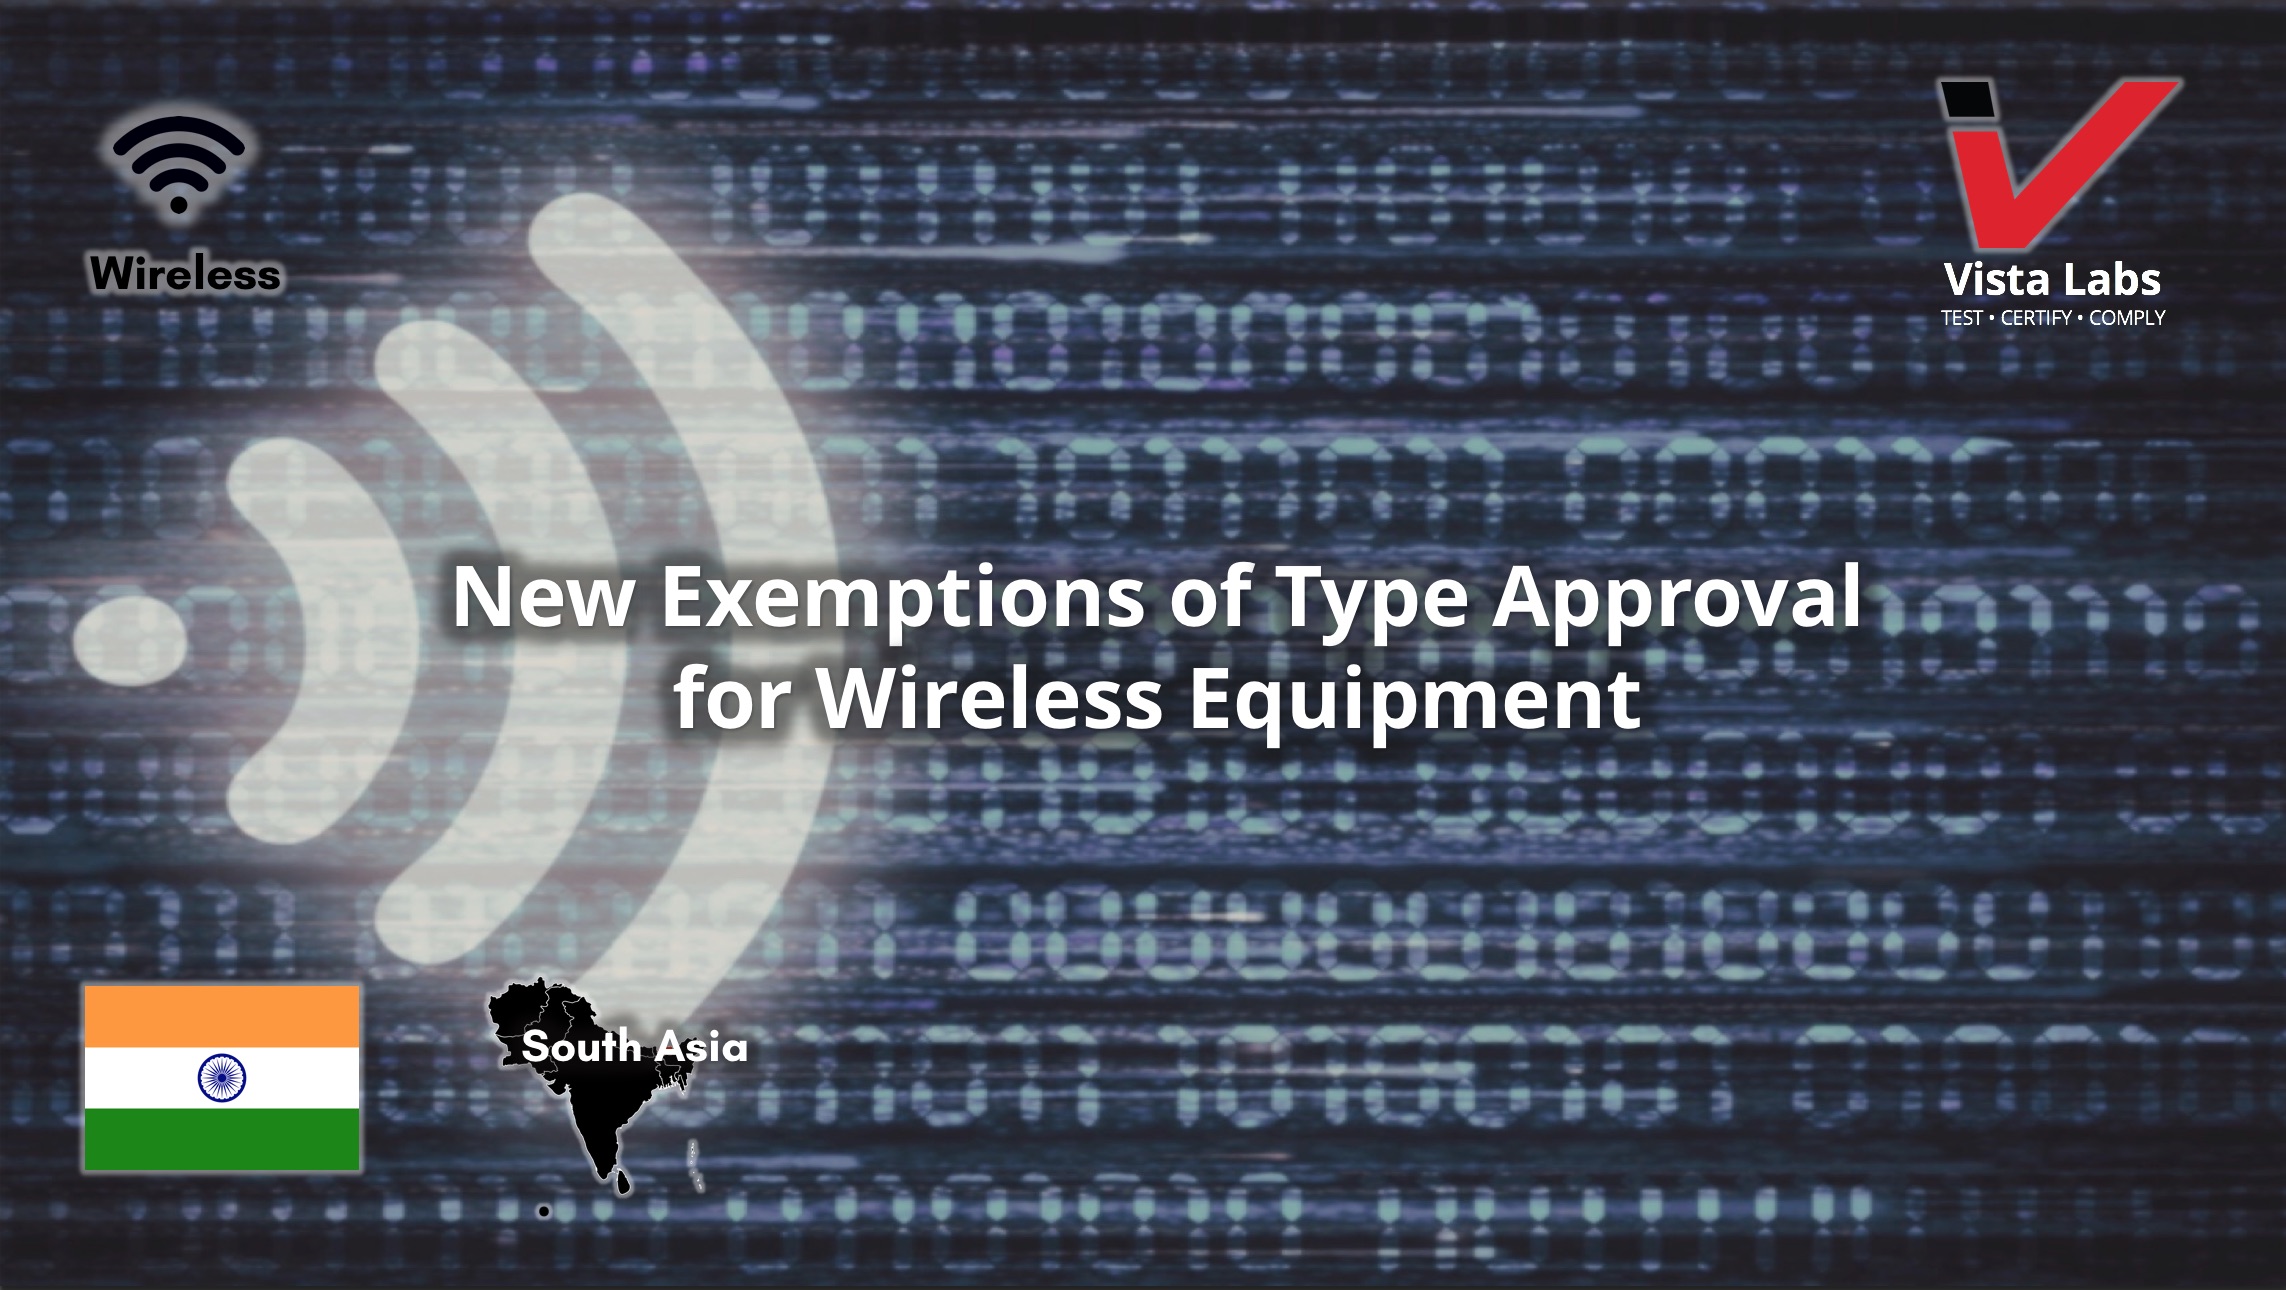 Wireless
Vista Labs
TEST • CERTIFY • COMPLY
New Exemptions of Type Approval
for Wireless Equipment
South Asia